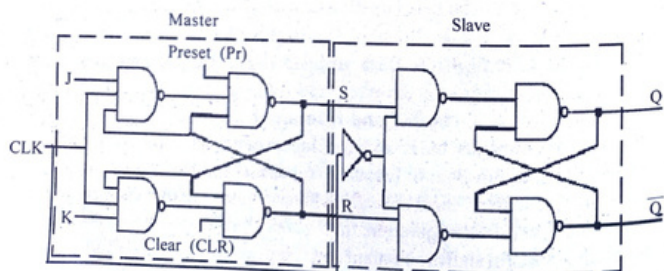 Master
Slave
Preset (Pr)
J
S
Q
CLK
K
R
Q̅
Clear (CLR)